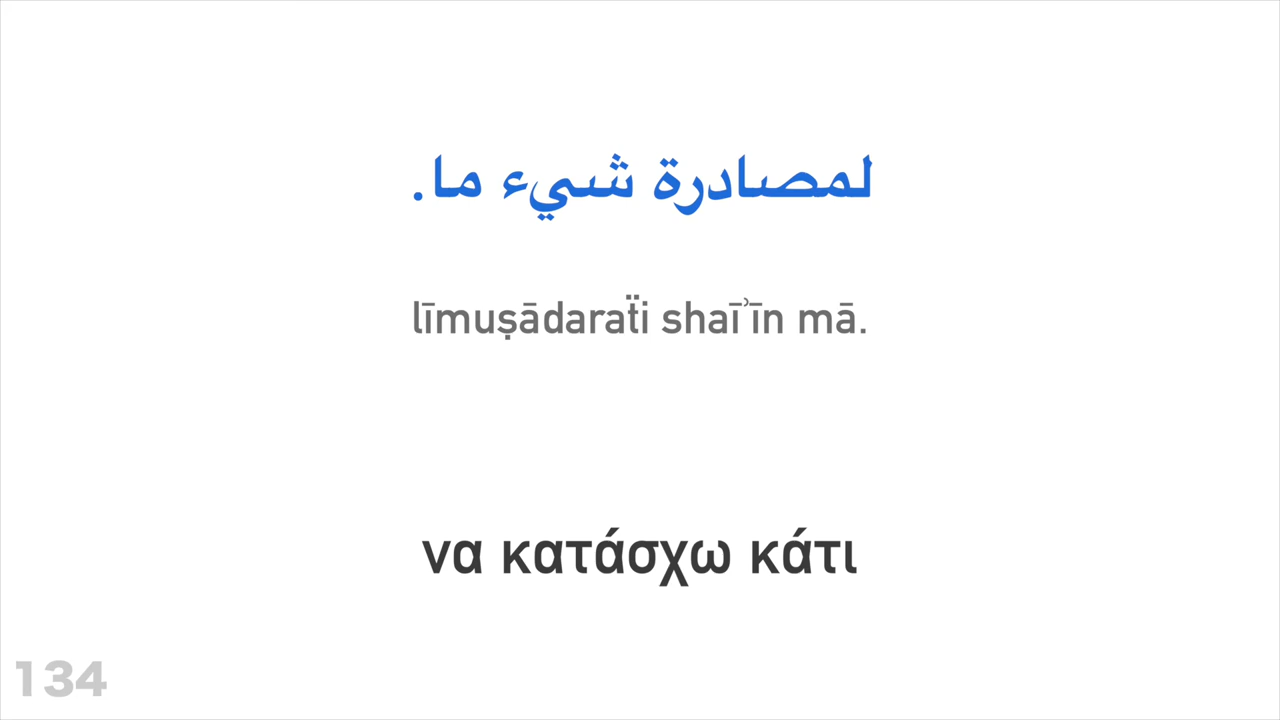 لمصادرة شيء ما.
līmuṣādaraẗi shaīʾīn mā.
να κατάσχω κάτι
134